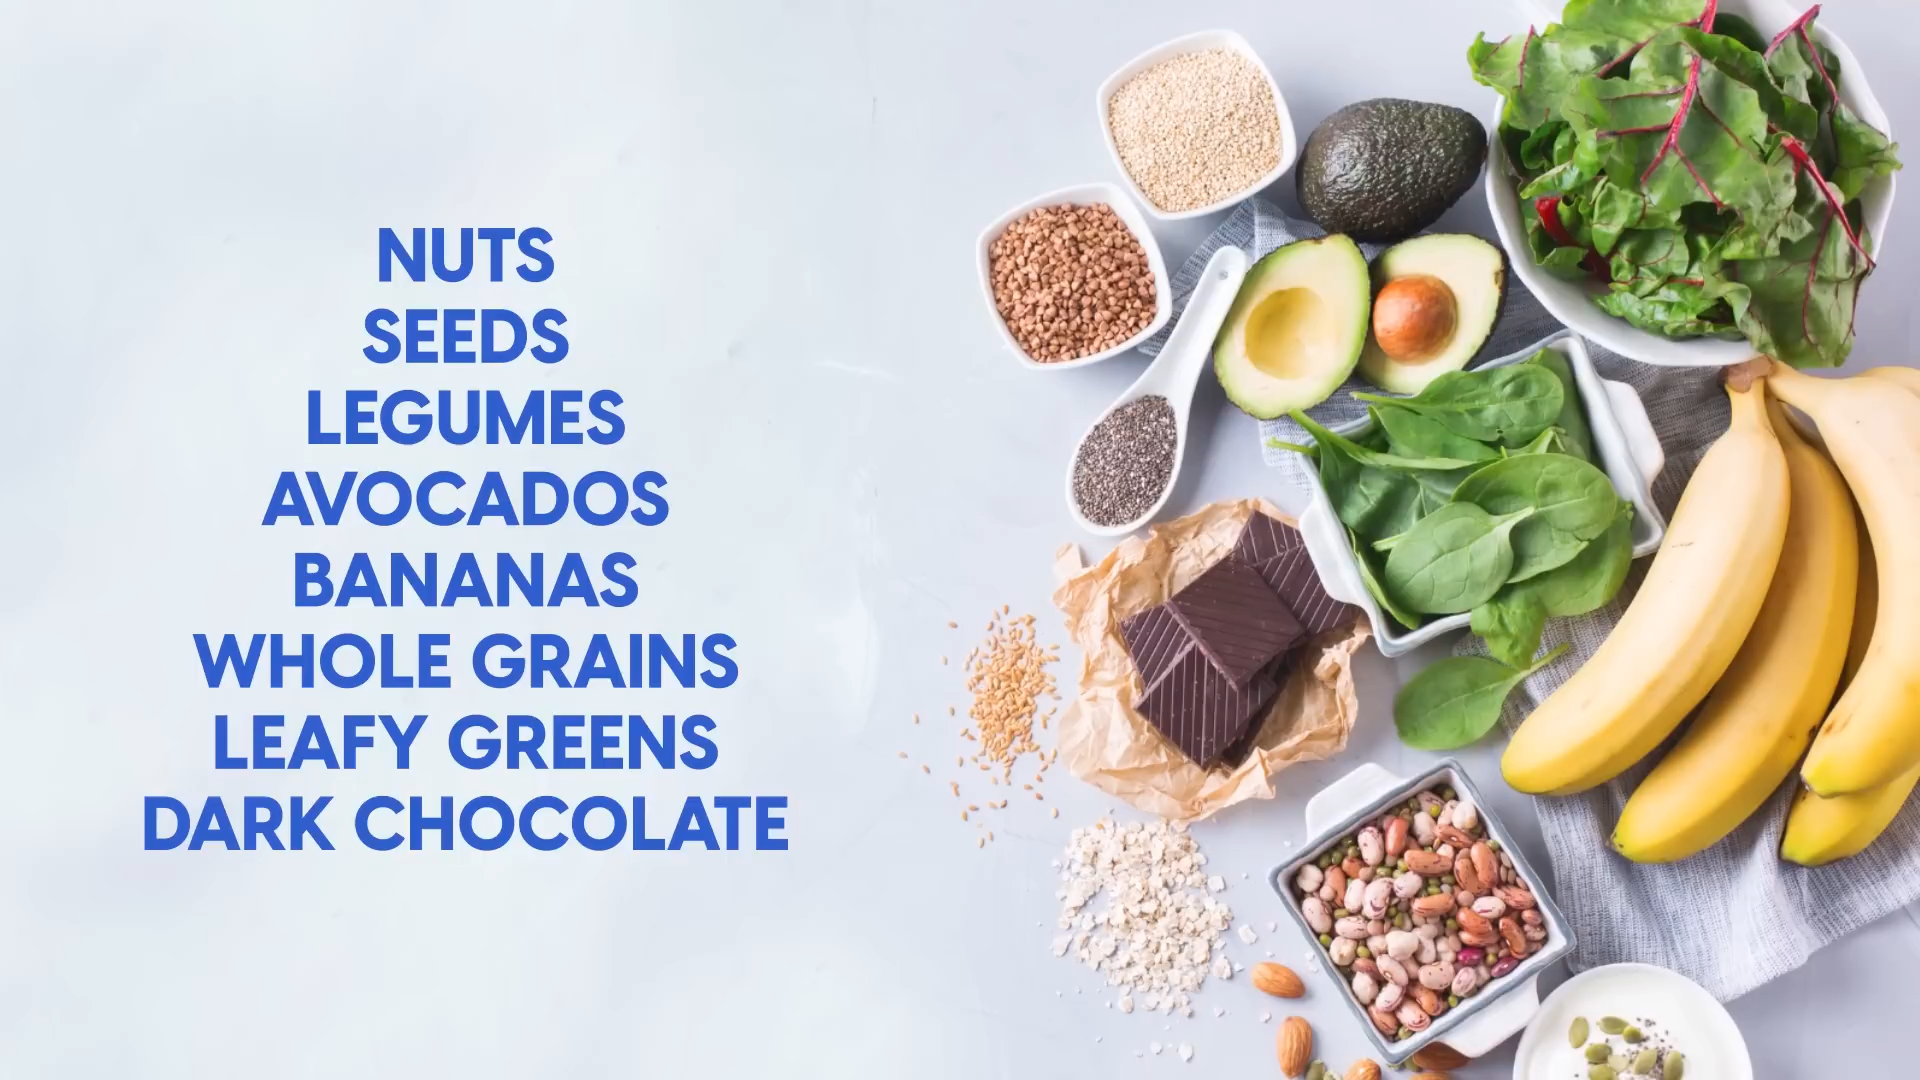 NUTS
SEEDS
LEGUMES
AVOCADOS
BANANAS
WHOLE GRAINS
LEAFY GREENS
DARK CHOCOLATE